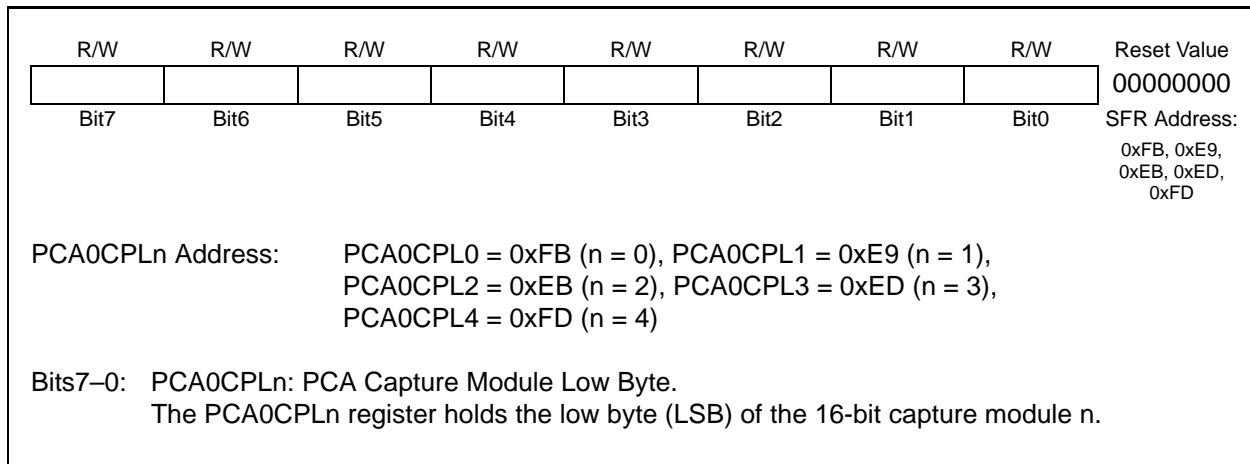 R/W R/W R/W R/W R/W R/W R/W R/W Reset Value
00000000
Bit7 Bit6 Bit5 Bit4 Bit3 Bit2 Bit1 Bit0 SFR Address:
0xFB, 0xE9,
0xEB, 0xED,
0xFD
PCA0CPLn Address: PCA0CPL0 = 0xFB (n = 0), PCA0CPL1 = 0xE9 (n = 1),
PCA0CPL2 = 0xEB (n = 2), PCA0CPL3 = 0xED (n = 3),
PCA0CPL4 = 0xFD (n = 4)
Bits7–0: PCA0CPLn: PCA Capture Module Low Byte.
The PCA0CPLn register holds the low byte (LSB) of the 16-bit capture module n.